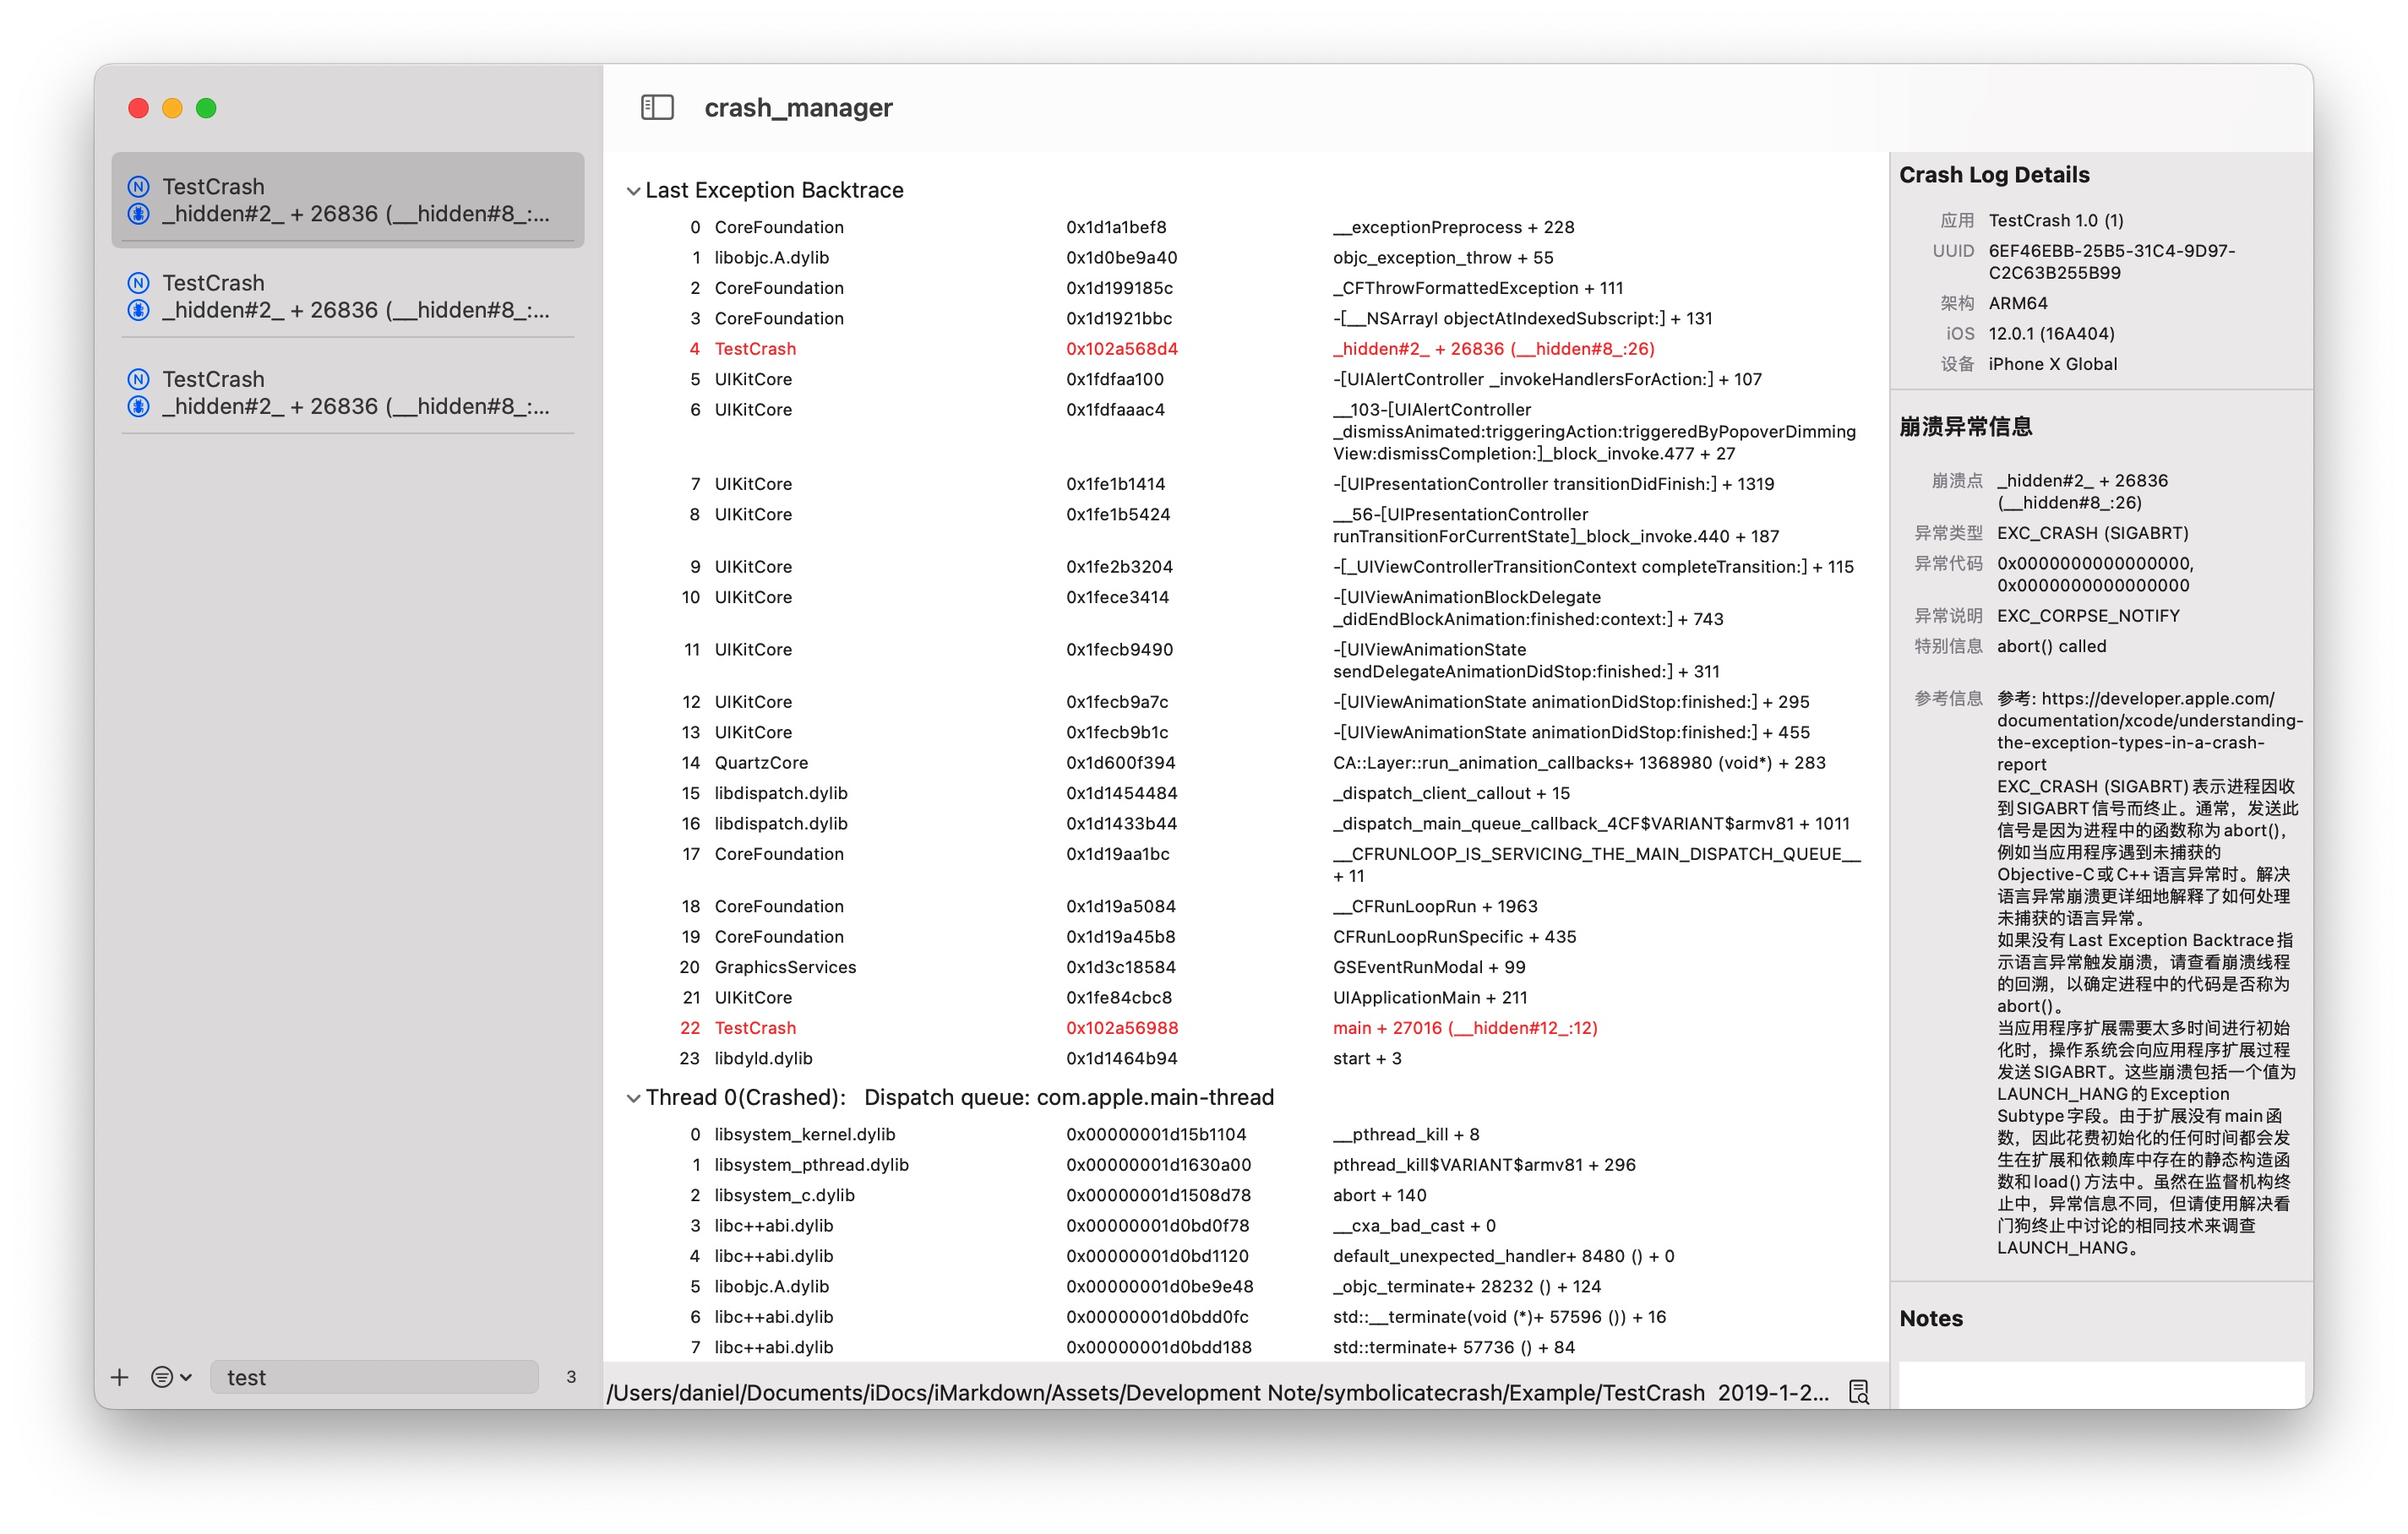 crash_manager
TestCrash
_hidden#2_ + 26836 (__hidden#8_:...
TestCrash
_hidden#2_ + 26836 (__hidden#8_:...
TestCrash
_hidden#2_ + 26836 (__hidden#8_:...
test
3
Last Exception Backtrace
0 CoreFoundation 0x1d1a1bef8 __exceptionPreprocess + 228
1 libobjc.A.dylib 0x1d0be9a40 objc_exception_throw + 55
2 CoreFoundation 0x1d199185c _CFThrowFormattedException + 111
3 CoreFoundation 0x1d1921bbc -[__NSArrayI objectAtIndexedSubscript:] + 131
4 TestCrash 0x102a568d4 _hidden#2_ + 26836 (__hidden#8_:26)
5 UIKitCore 0x1fdfaa100 -[UIAlertController _invokeHandlersForAction:] + 107
6 UIKitCore 0x1fdfaaac4 __103-[UIAlertController
_dismissAnimated:triggeringAction:triggeredByPopoverDimming
View:dismissCompletion:]_block_invoke.477 + 27
7 UIKitCore 0x1fe1b1414 -[UIPresentationController transitionDidFinish:] + 1319
8 UIKitCore 0x1fe1b5424 __56-[UIPresentationController
runTransitionForCurrentState]_block_invoke.440 + 187
9 UIKitCore 0x1fe2b3204 -[_UIViewControllerTransitionContext completeTransition:] + 115
10 UIKitCore 0x1fece3414 -[UIViewAnimationBlockDelegate
_didEndBlockAnimation:finished:context:] + 743
11 UIKitCore 0x1fecb9490 -[UIViewAnimationState
sendDelegateAnimationDidStop:finished:] + 311
12 UIKitCore 0x1fecb9a7c -[UIViewAnimationState animationDidStop:finished:] + 295
13 UIKitCore 0x1fecb9b1c -[UIViewAnimationState animationDidStop:finished:] + 455
14 QuartzCore 0x1d600f394 CA::Layer::run_animation_callbacks+ 1368980 (void*) + 283
15 libdispatch.dylib 0x1d1454484 _dispatch_client_callout + 15
16 libdispatch.dylib 0x1d1433b44 _dispatch_main_queue_callback_4CF$VARIANT$armv81 + 1011
17 CoreFoundation 0x1d19aa1bc __CFRUNLOOP_IS_SERVICING_THE_MAIN_DISPATCH_QUEUE__
+ 11
18 CoreFoundation 0x1d19a5084 __CFRunLoopRun + 1963
19 CoreFoundation 0x1d19a45b8 CFRunLoopRunSpecific + 435
20 GraphicsServices 0x1d3c18584 GSEventRunModal + 99
21 UIKitCore 0x1fe84cbc8 UIApplicationMain + 211
22 TestCrash 0x102a56988 main + 27016 (__hidden#12_:12)
23 libdyld.dylib 0x1d1464b94 start + 3
Thread 0(Crashed): Dispatch queue: com.apple.main-thread
0 libsystem_kernel.dylib 0x00000001d15b1104 __pthread_kill + 8
1 libsystem_pthread.dylib 0x00000001d1630a00 pthread_kill$VARIANT$armv81 + 296
2 libsystem_c.dylib 0x00000001d1508d78 abort + 140
3 libc++abi.dylib 0x00000001d0bd0f78 __cxa_bad_cast + 0
4 libc++abi.dylib 0x00000001d0bd1120 default_unexpected_handler+ 8480 () + 0
5 libobjc.A.dylib 0x00000001d0be9e48 _objc_terminate+ 28232 () + 124
6 libc++abi.dylib 0x00000001d0bdd0fc std::__terminate(void (*)+ 57596 ()) + 16
7 libc++abi.dylib 0x00000001d0bdd188 std::terminate+ 57736 () + 84
/Users/daniel/Documents/iDocs/iMarkdown/Assets/Development Note/symbolicatecrash/Example/TestCrash 2019-1-2...
Crash Log Details
应用 TestCrash 1.0 (1)
UUID 6EF46EBB-25B5-31C4-9D97-
C2C63B255B99
架构 ARM64
iOS 12.0.1 (16A404)
设备 iPhone X Global
崩溃异常信息
崩溃点 _hidden#2_ + 26836
(__hidden#8_:26)
异常类型 EXC_CRASH (SIGABRT)
异常代码 0x0000000000000000,
0x0000000000000000
异常说明 EXC_CORPSE_NOTIFY
特别信息 abort() called
参考信息 参考: https://developer.apple.com/
documentation/xcode/understanding-
the-exception-types-in-a-crash-
report
EXC_CRASH (SIGABRT) 表示进程因收
到SIGABRT信号而终止。通常，发送此
信号是因为进程中的函数称为abort()，
例如当应用程序遇到未捕获的
Objective-C或C++语言异常时。解决
语言异常崩溃更详细地解释了如何处理
未捕获的语言异常。
如果没有Last Exception Backtrace指
示语言异常触发崩溃，请查看崩溃线程
的回溯，以确定进程中的代码是否称为
abort()。
当应用程序扩展需要太多时间进行初始
化时，操作系统会向应用程序扩展过程
发送SIGABRT。这些崩溃包括一个值为
LAUNCH_HANG的Exception
Subtype字段。由于扩展没有main函
数，因此花费初始化的任何时间都会发
生在扩展和依赖库中存在的静态构造函
数和load()方法中。虽然在监督机构终
止中，异常信息不同，但请使用解决看
门狗终止中讨论的相同技术来调查
LAUNCH_HANG。
Notes